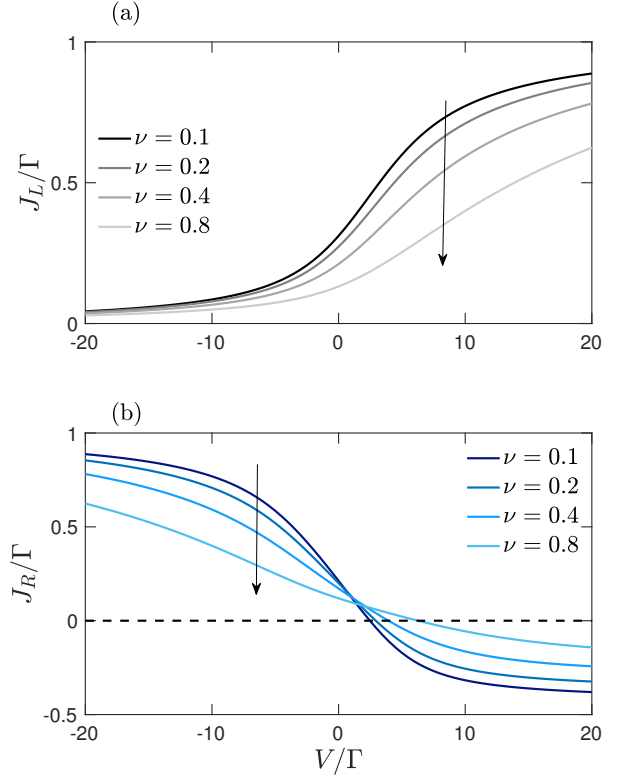 (a)
1
0.5
0
J_L/Γ
ν = 0.1
ν = 0.2
ν = 0.4
ν = 0.8
-20 -10 0 10 20
(b)
1
0.5
0
-0.5
J_R/Γ
ν = 0.1
ν = 0.2
ν = 0.4
ν = 0.8
-20 -10 0 10 20
V/Γ